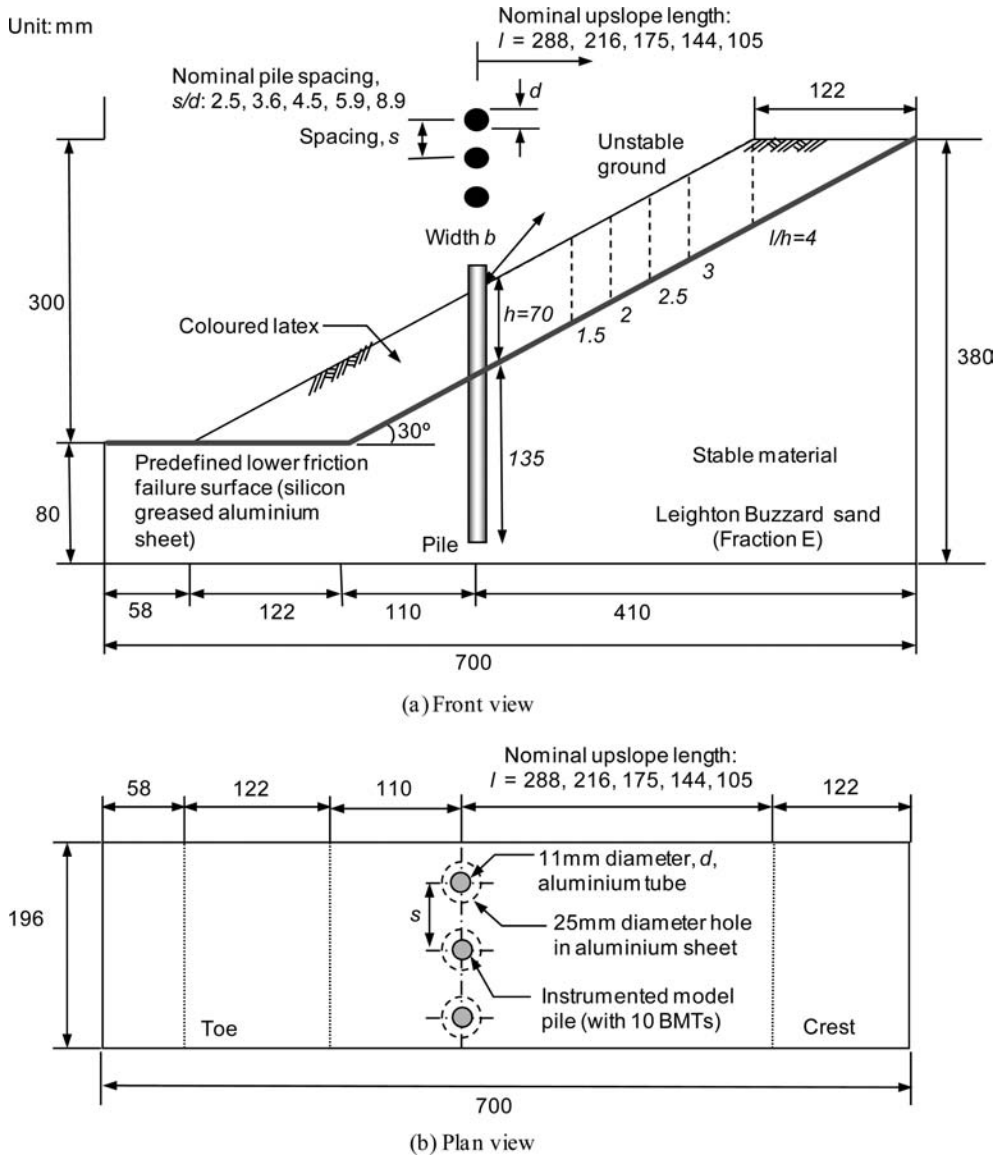 Unit: mm
Nominal upslope length:
l = 288, 216, 175, 144, 105
Nominal pile spacing,
s/d: 2.5, 3.6, 4.5, 5.9, 8.9
d
122
Spacing, s
Unstable
ground
Width b
l/h=4
3
2.5
2
1.5
h=70
300
Coloured latex
380
30º
135
Predefined lower friction
failure surface (silicon
greased aluminium
sheet)
Stable material
80
Leighton Buzzard sand
(Fraction E)
Pile
58
122
110
410
700
(a) Front view
Nominal upslope length:
l = 288, 216, 175, 144, 105
58
122
110
122
11mm diameter, d,
aluminium tube
196
s
25mm diameter hole
in aluminium sheet
Instrumented model
pile (with 10 BMTs)
Toe
Crest
700
(b) Plan view